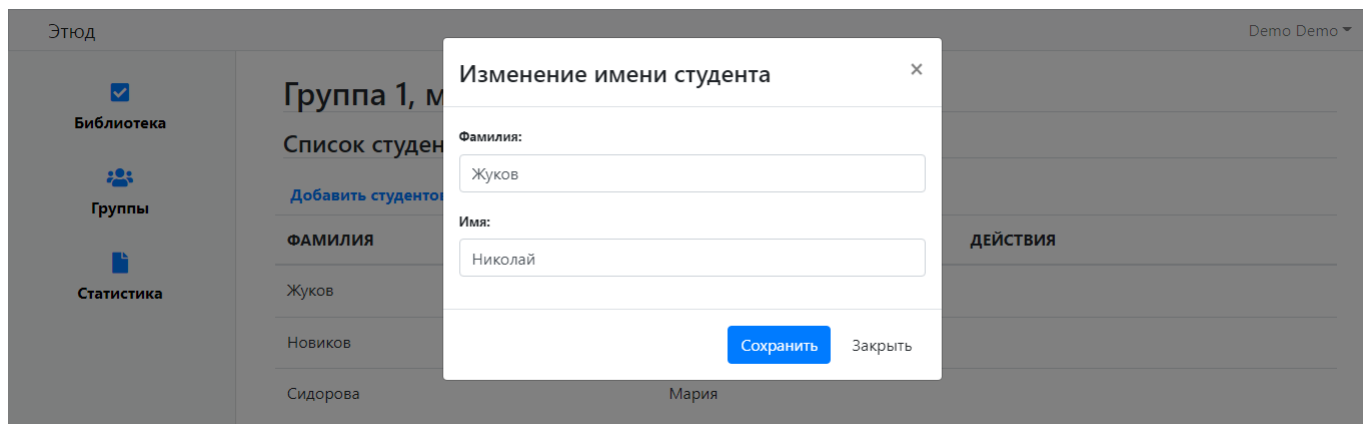 Этюд
Demo Demo
Библиотека
Группы
Статистика
Группа 1, м
Список студен
Добавить студенто
ФАМИЛИЯ
ДЕЙСТВИЯ
Жуков
Новиков
Сидорова
Мария
Изменение имени студента
×
Фамилия:
Жуков
Имя:
Николай
Сохранить Закрыть